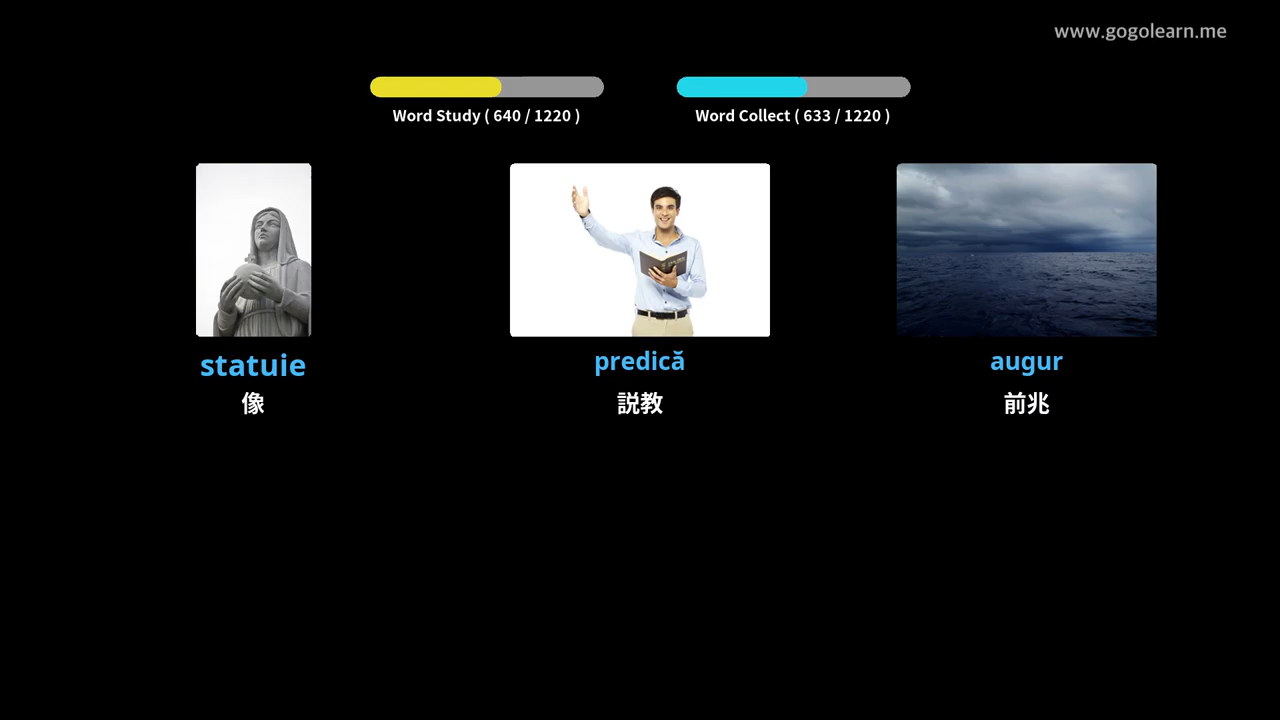 www.gogolearn.me
Word Study ( 640 / 1220 )
Word Collect ( 633 / 1220 )
statuie
predică
augur
像
説教
前兆